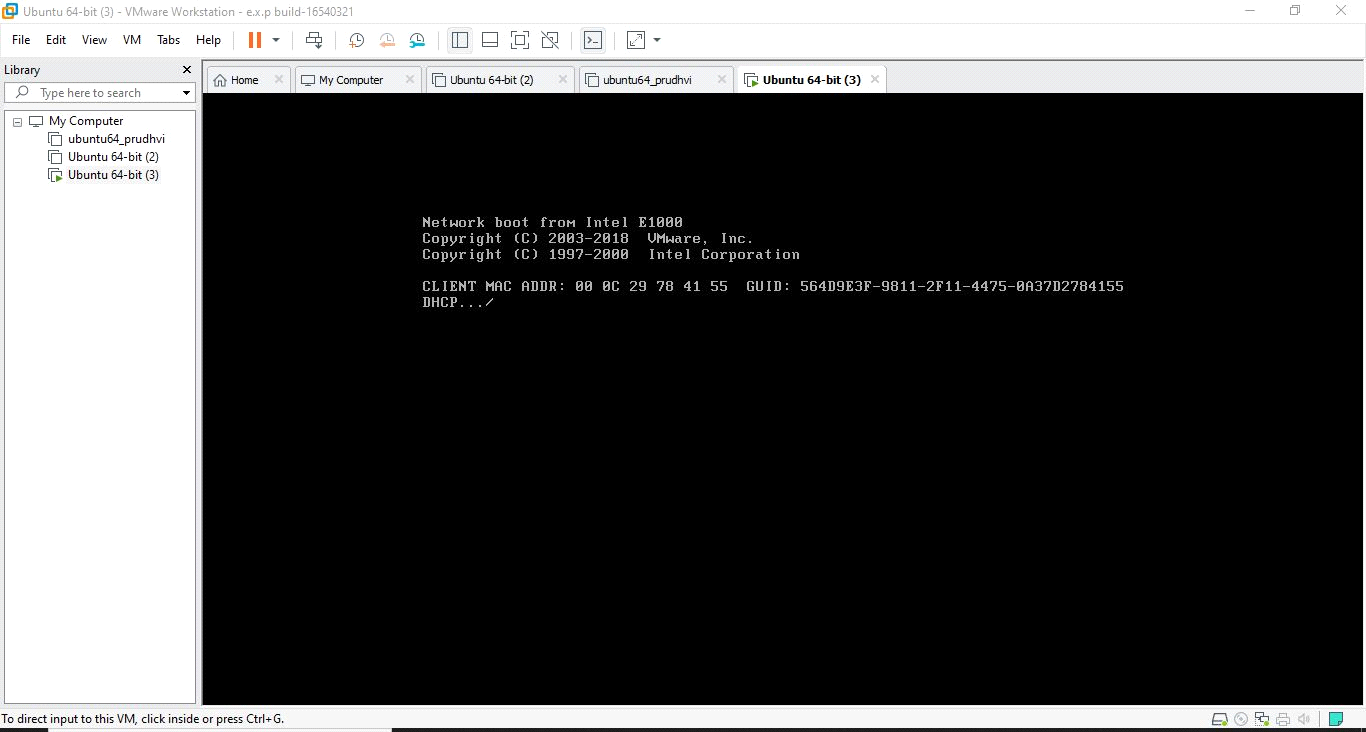 Ubuntu 64-bit (3) - VMware Workstation - e.x.p build-16540321
File Edit View VM Tabs Help
Library
Type here to search
My Computer
ubuntu64_prudhvi
Ubuntu 64-bit (2)
Ubuntu 64-bit (3)
Home My Computer Ubuntu 64-bit (2) ubuntu64_prudhvi Ubuntu 64-bit (3)
Network boot from Intel E1000
Copyright (C) 2003-2018 VMware, Inc.
Copyright (C) 1997-2000 Intel Corporation
CLIENT MAC ADDR: 00 0C 29 78 41 55 GUID: 564D9E3F-9811-2F11-4475-0A37D2784155
DHCP.../
To direct input to this VM, click inside or press Ctrl+G.